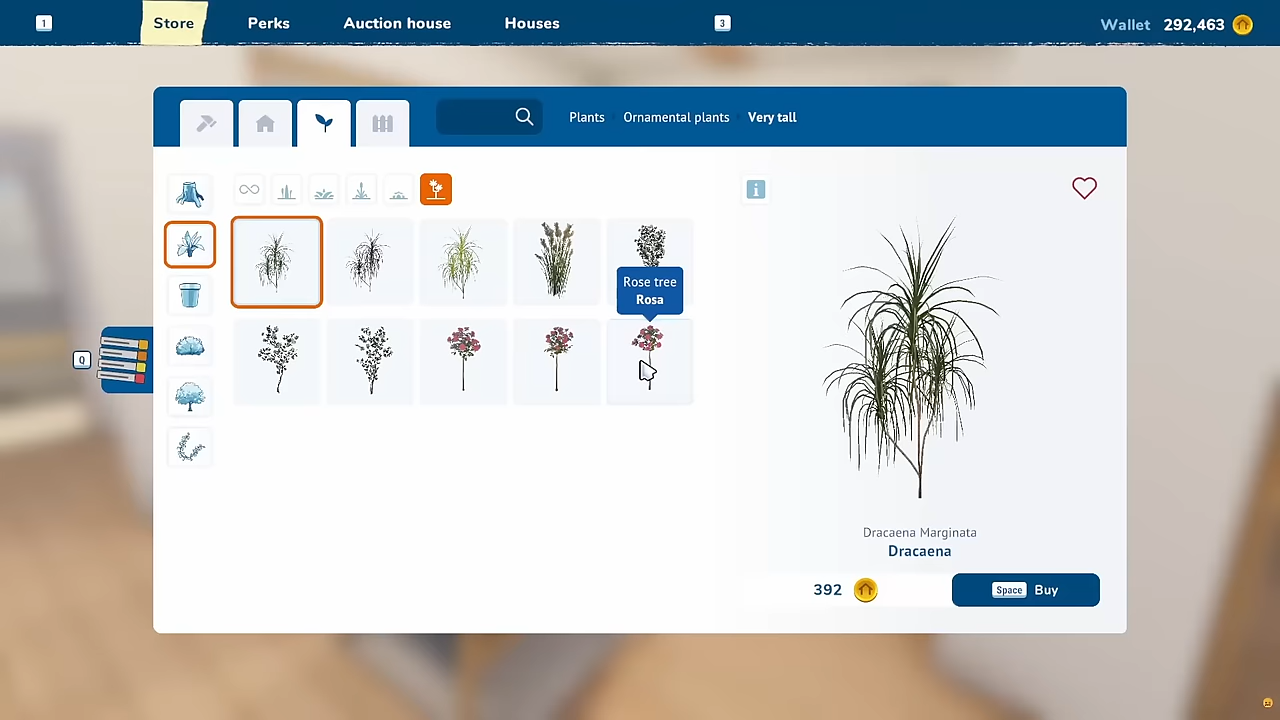 1
Store
Perks
Auction house
Houses
3
Wallet 292,463
Plants
Ornamental plants
Very tall
Rose tree
Rosa
Q
Dracaena Marginata
Dracaena
392
Space Buy